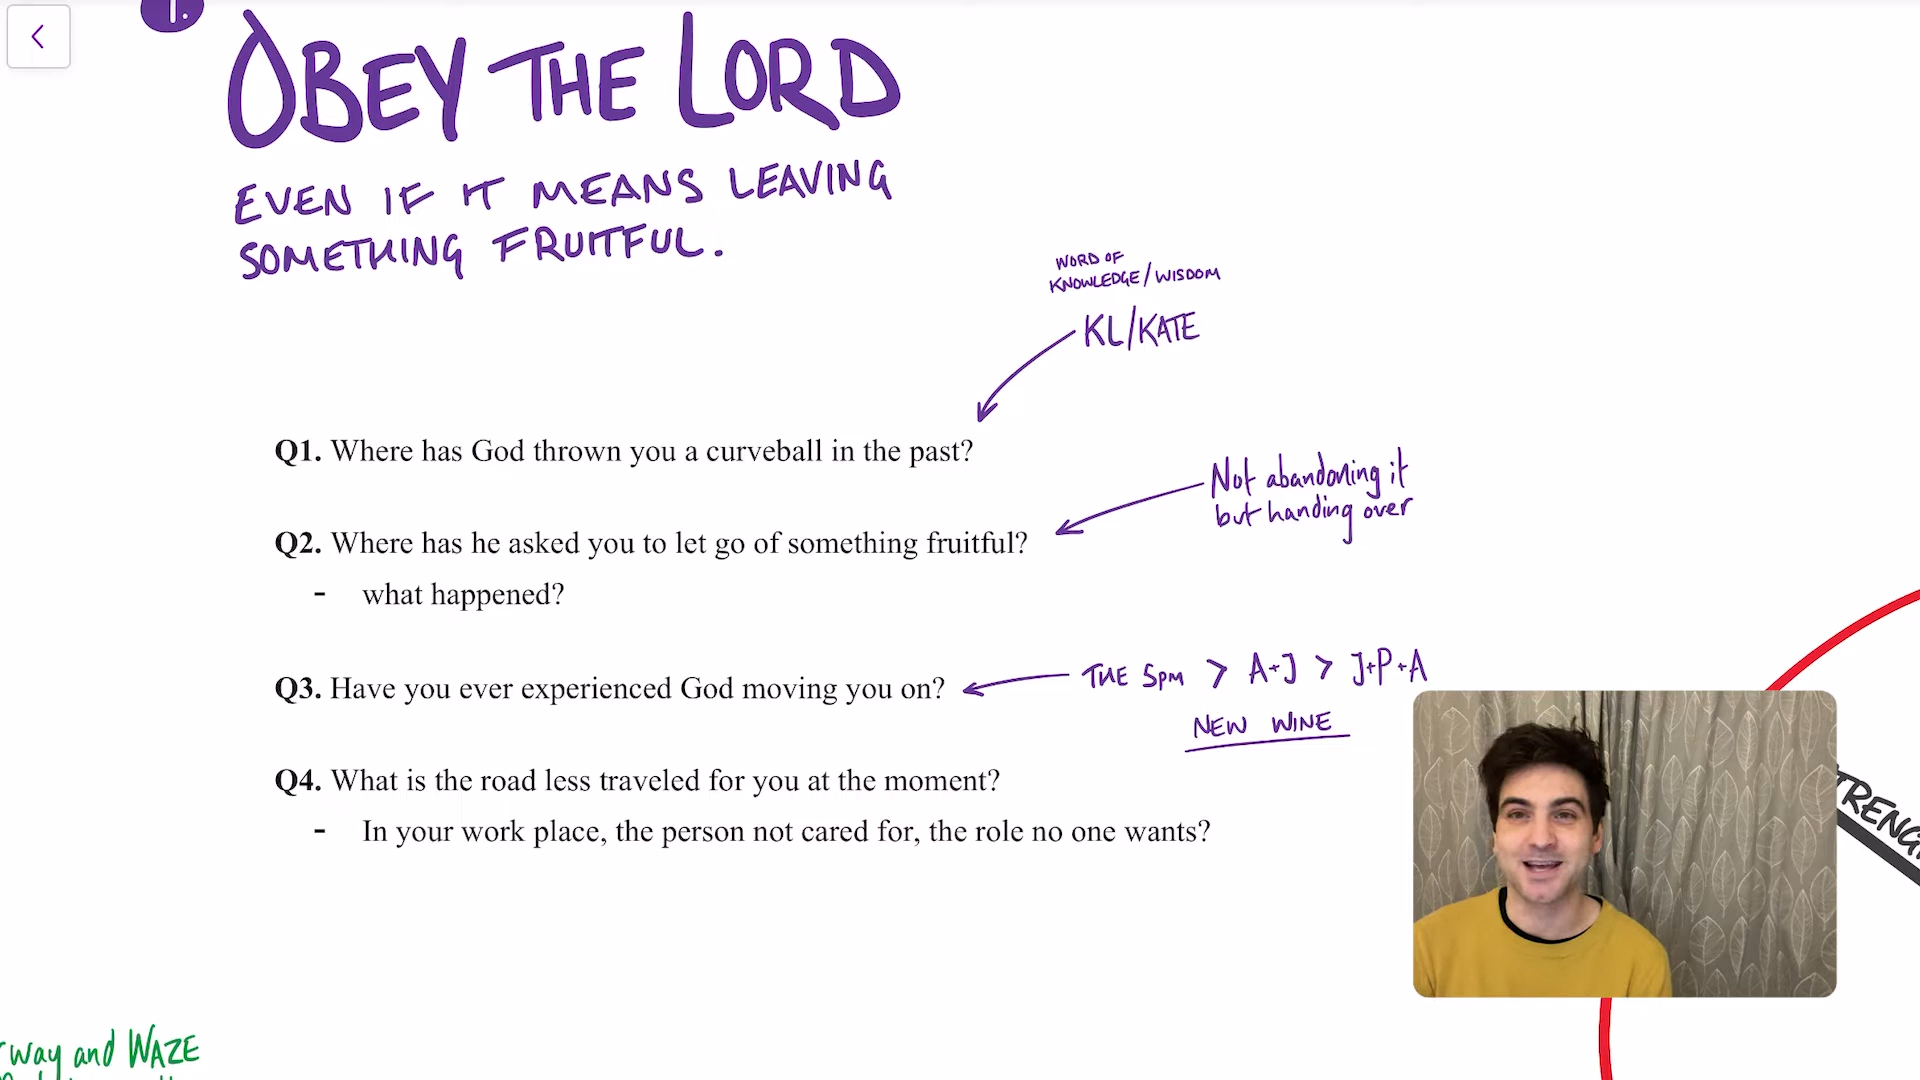 1.
OBEY THE LORD
EVEN IF IT MEANS LEAVING
SOMETHING FRUITFUL.
WORD OF
KNOWLEDGE/WISDOM
KL/KATE
Q1. Where has God thrown you a curveball in the past?
Not abandoning it
but handing over
Q2. Where has he asked you to let go of something fruitful?
- what happened?
THE 5pm > A+J > J+P+A
Q3. Have you ever experienced God moving you on?
NEW WINE
Q4. What is the road less traveled for you at the moment?
- In your work place, the person not cared for, the role no one wants?
way and WAZE